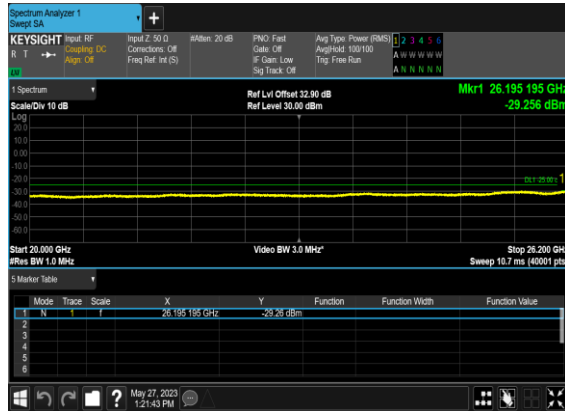 Spectrum Analyzer 1
Swept SA
+
KEYSIGHT Input: RF Input Z: 50 Ω #Atten: 20 dB PNO: Fast Avg Type: Power (RMS) 1 2 3 4 5 6
R T Coupling: DC Corrections: Off Gate: Off Avg|Hold: 100/100 A W W W W W
Align: Off Freq Ref: Int (S) IF Gain: Low Trig: Free Run
Sig Track: Off A N N N N N
1 Spectrum Ref Lvl Offset 32.90 dB Mkr1 26.195 195 GHz
Scale/Div 10 dB Ref Level 30.00 dBm -29.256 dBm
Log
20.0
10.0
0.00
-10.0
-20.0
DL1 -25.00 1
-30.0
-40.0
-50.0
-60.0
Start 20.000 GHz Video BW 3.0 MHz* Stop 26.200 GHz
#Res BW 1.0 MHz Sweep 10.7 ms (40001 pts)
5 Marker Table
Mode Trace Scale X Y Function Function Width Function Value
1 N 1 f 26.195 195 GHz -29.26 dBm
2
3
4
5
6
? May 27, 2023
1:21:43 PM